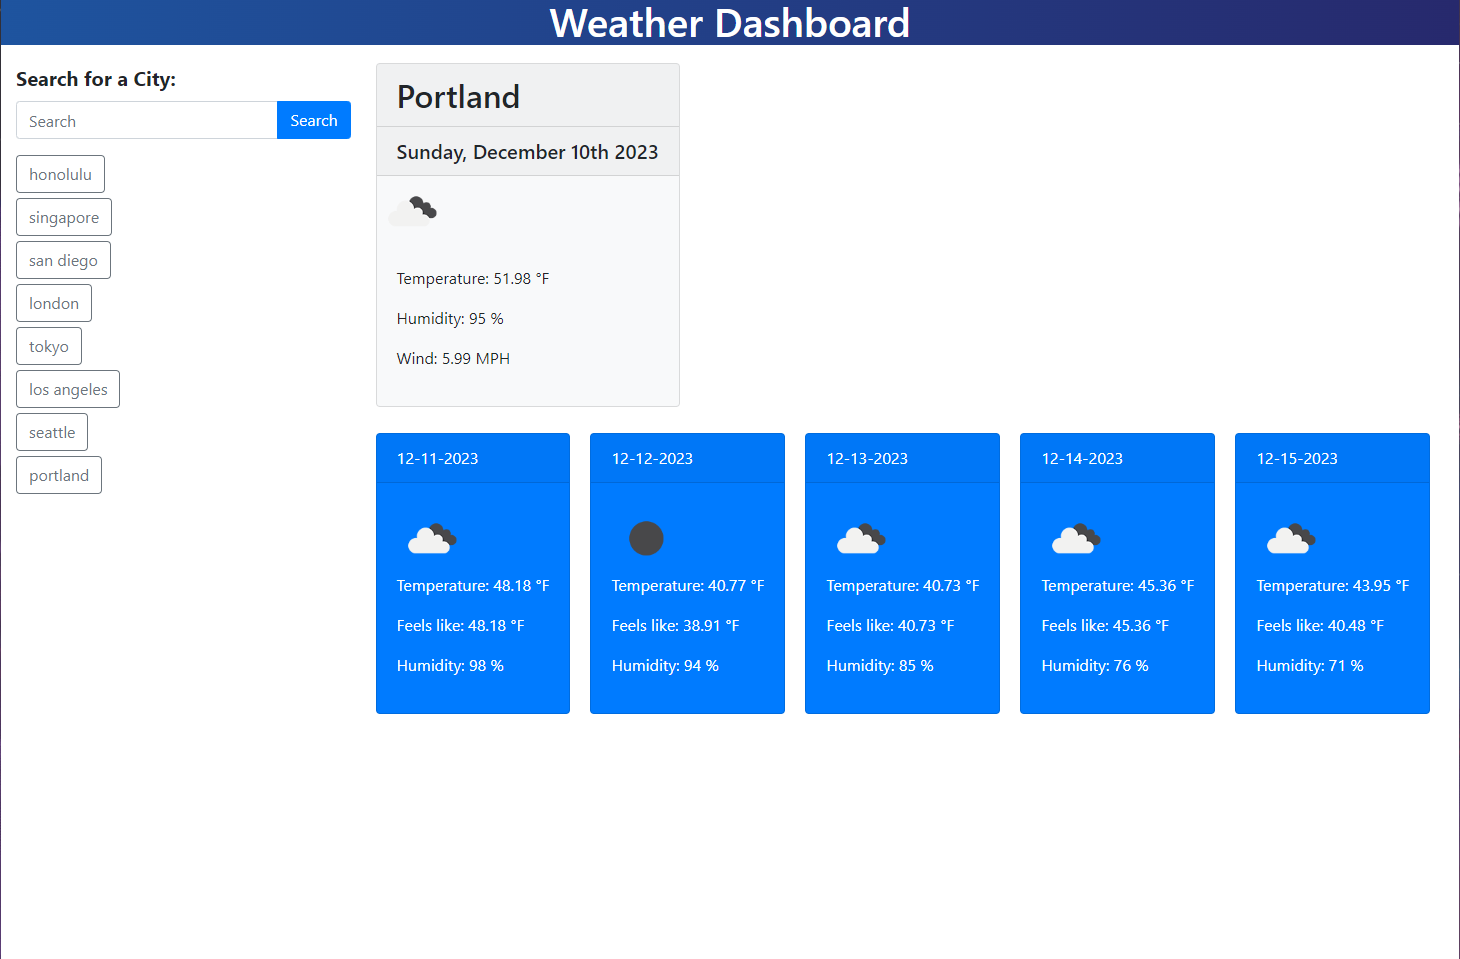 Weather Dashboard
Search for a City:
Search
Search
honolulu
singapore
san diego
london
tokyo
los angeles
seattle
portland
Portland
Sunday, December 10th 2023
Temperature: 51.98 °F
Humidity: 95 %
Wind: 5.99 MPH
12-11-2023
Temperature: 48.18 °F
Feels like: 48.18 °F
Humidity: 98 %
12-12-2023
Temperature: 40.77 °F
Feels like: 38.91 °F
Humidity: 94 %
12-13-2023
Temperature: 40.73 °F
Feels like: 40.73 °F
Humidity: 85 %
12-14-2023
Temperature: 45.36 °F
Feels like: 45.36 °F
Humidity: 76 %
12-15-2023
Temperature: 43.95 °F
Feels like: 40.48 °F
Humidity: 71 %